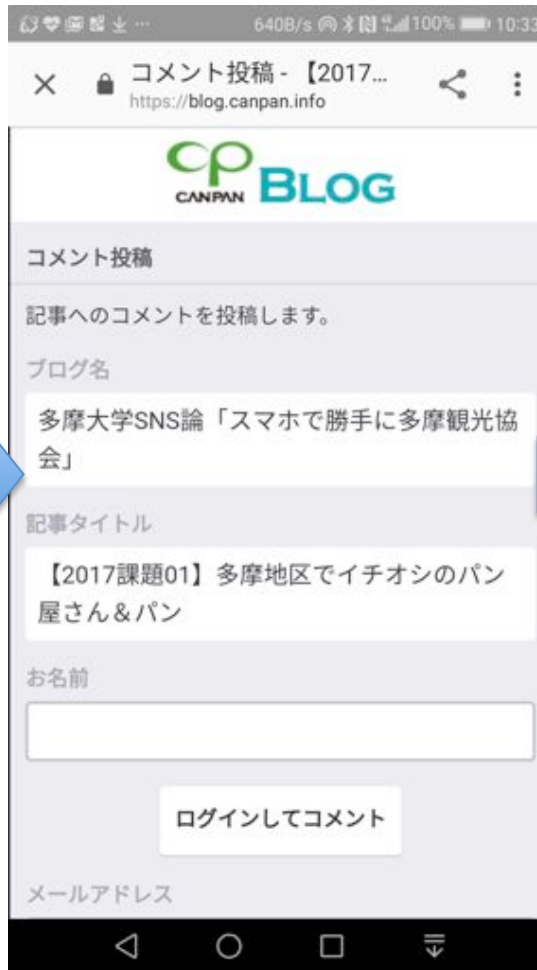 640B/s 100% 10:33
コメント投稿 - 【2017...
https://blog.canpan.info
CP
CANPAN BLOG
コメント投稿
記事へのコメントを投稿します。
ブログ名
多摩大学SNS論「スマホで勝手に多摩観光協
会」
記事タイトル
【2017課題01】多摩地区でイチオシのパン
屋さん＆パン
お名前
ログインしてコメント
メールアドレス